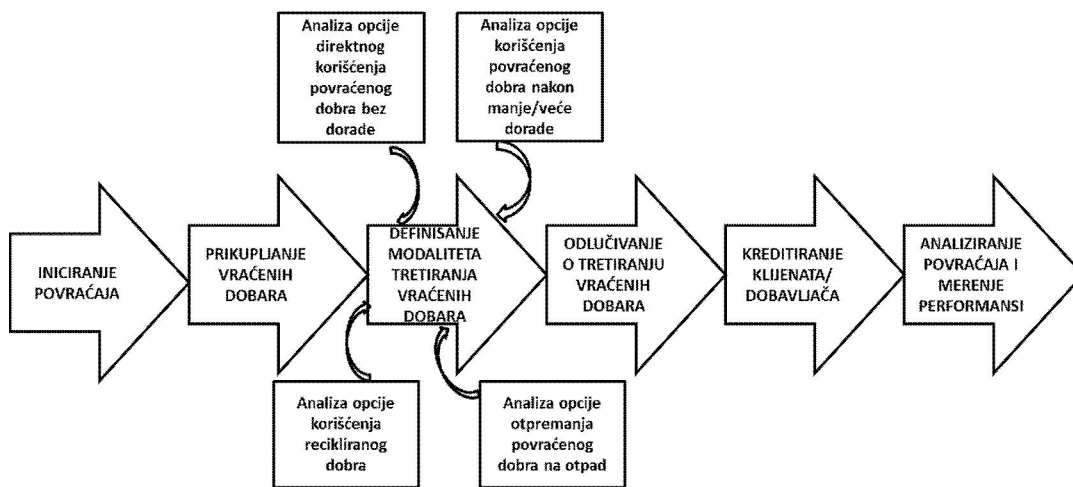 Analiza opcije
direktnog
korišćenja
povraćenog
dobra bez
dorade
Analiza opcije
korišćenja
povraćenog
dobra nakon
manje/veće
dorade
INICIRANJE
POVRAĆAJA
PRIKUPLJANJE
VRAĆENIH
DOBARA
DEFINISANJE
MODALITETA
TRETIRANJA
VRAĆENIH
DOBARA
ODLUČIVANJE
O TRETIRANJU
VRAĆENIH
DOBARA
KREDITIRANJE
KLIJENATA/
DOBAVLJAČA
ANALIZIRANJE
POVRAĆAJA I
MERENJE
PERFORMANSI
Analiza opcije
korišćenja
recikliranog
dobra
Analiza opcije
otpremanja
povraćenog
dobra na otpad